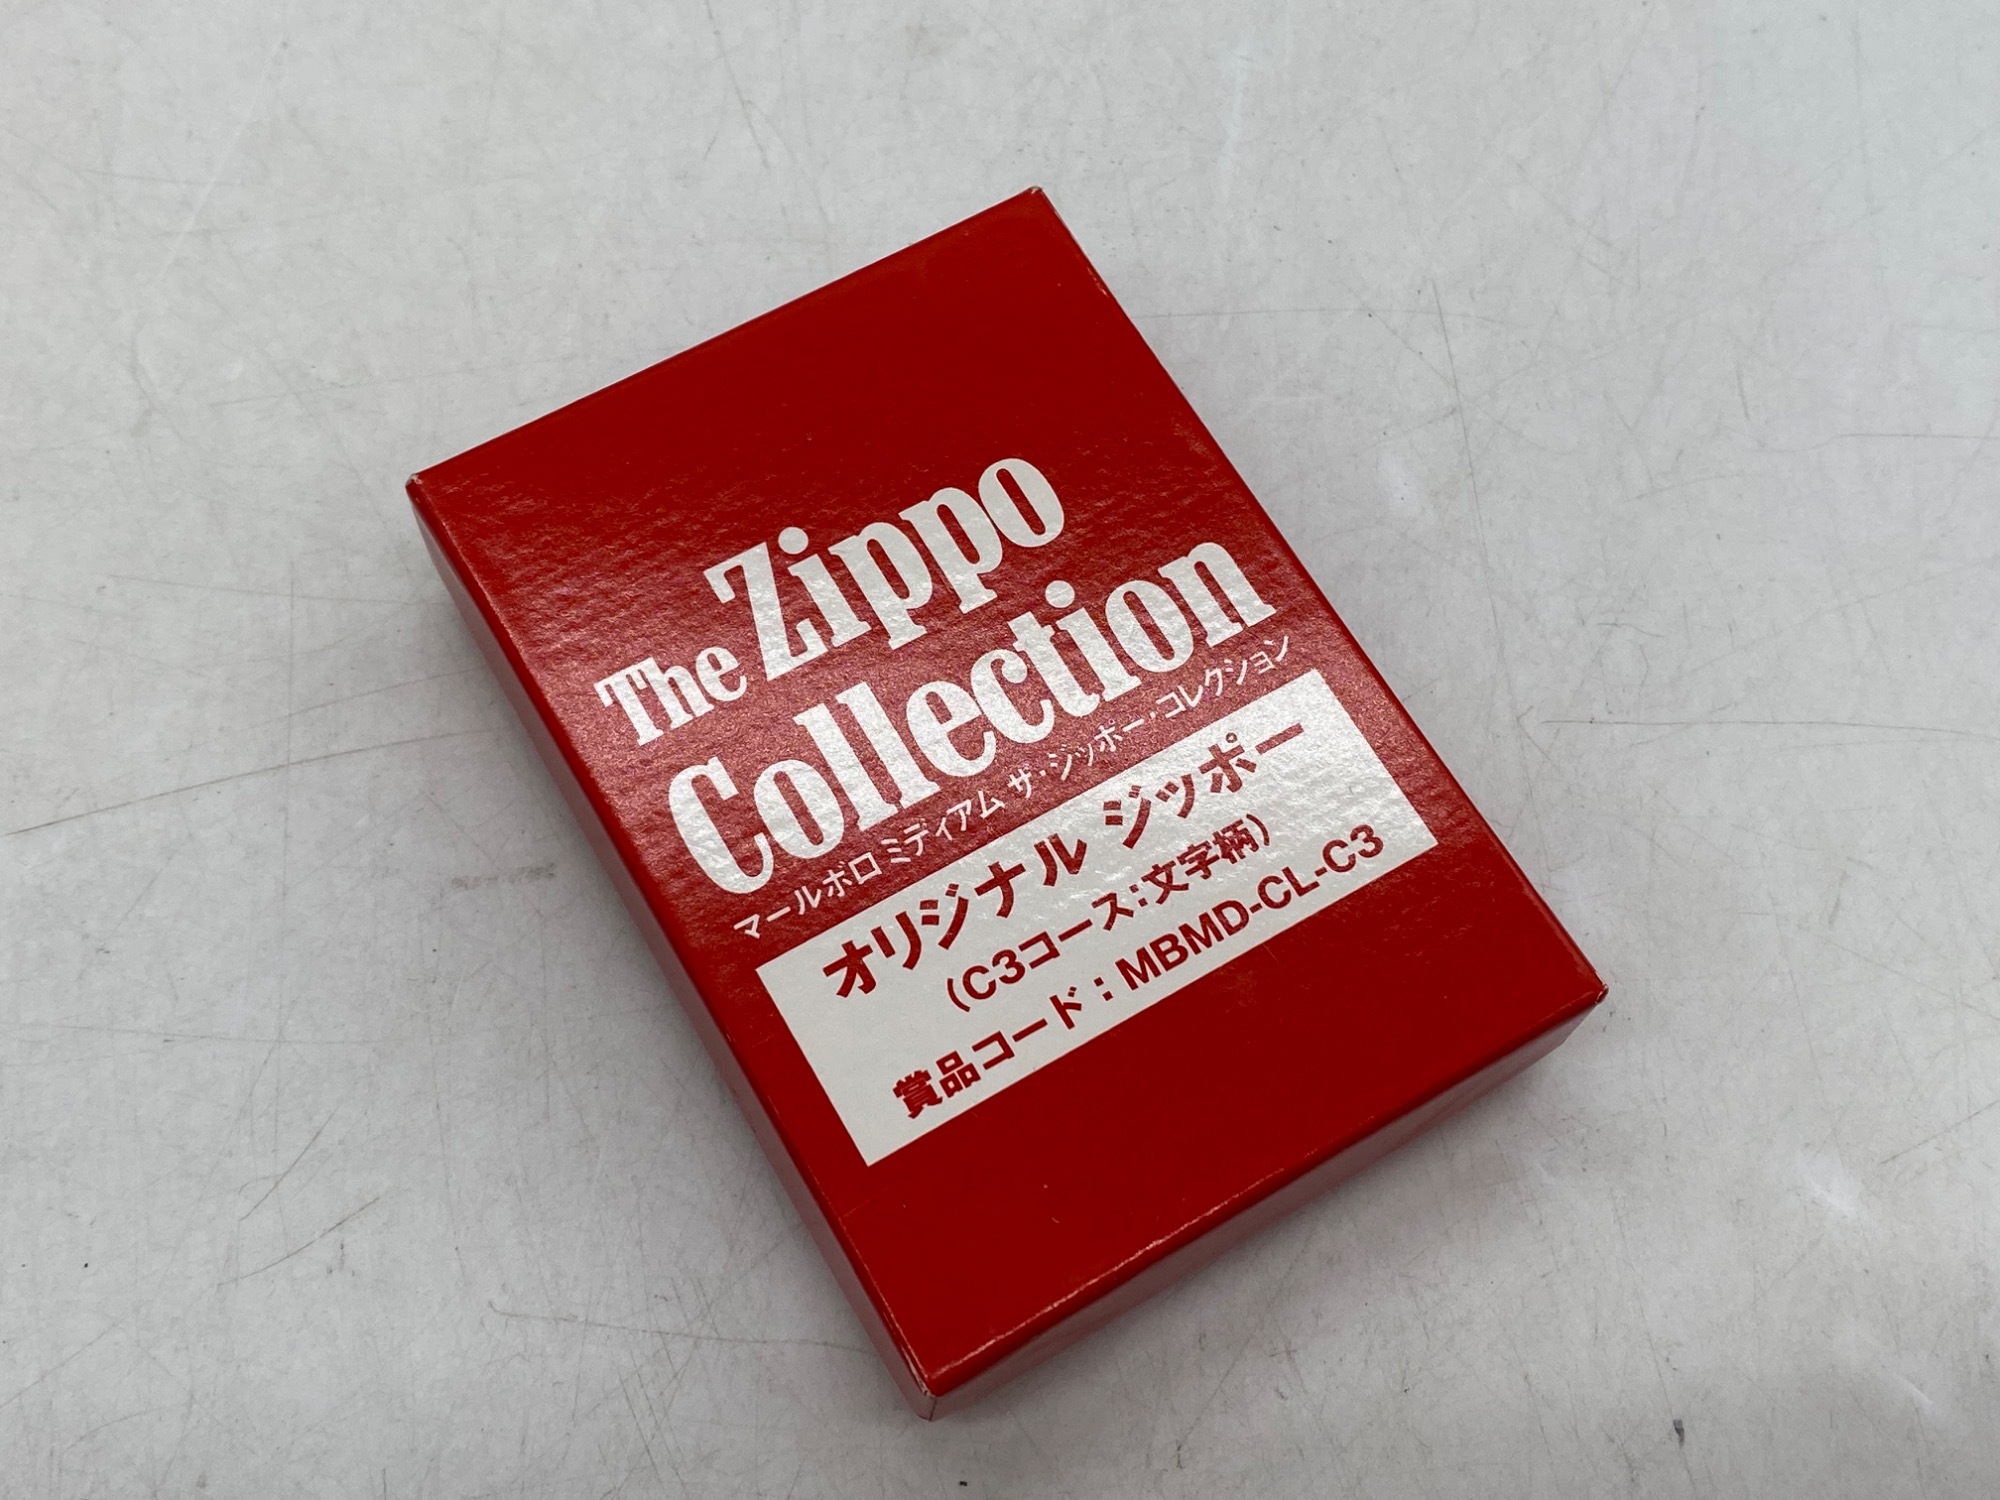 The Zippo
Collection
マールボロ ミディアム ザ・ジッポー・コレクション
オリジナル ジッポー
(C3コース:文字柄)
賞品コード:MBMD-CL-C3